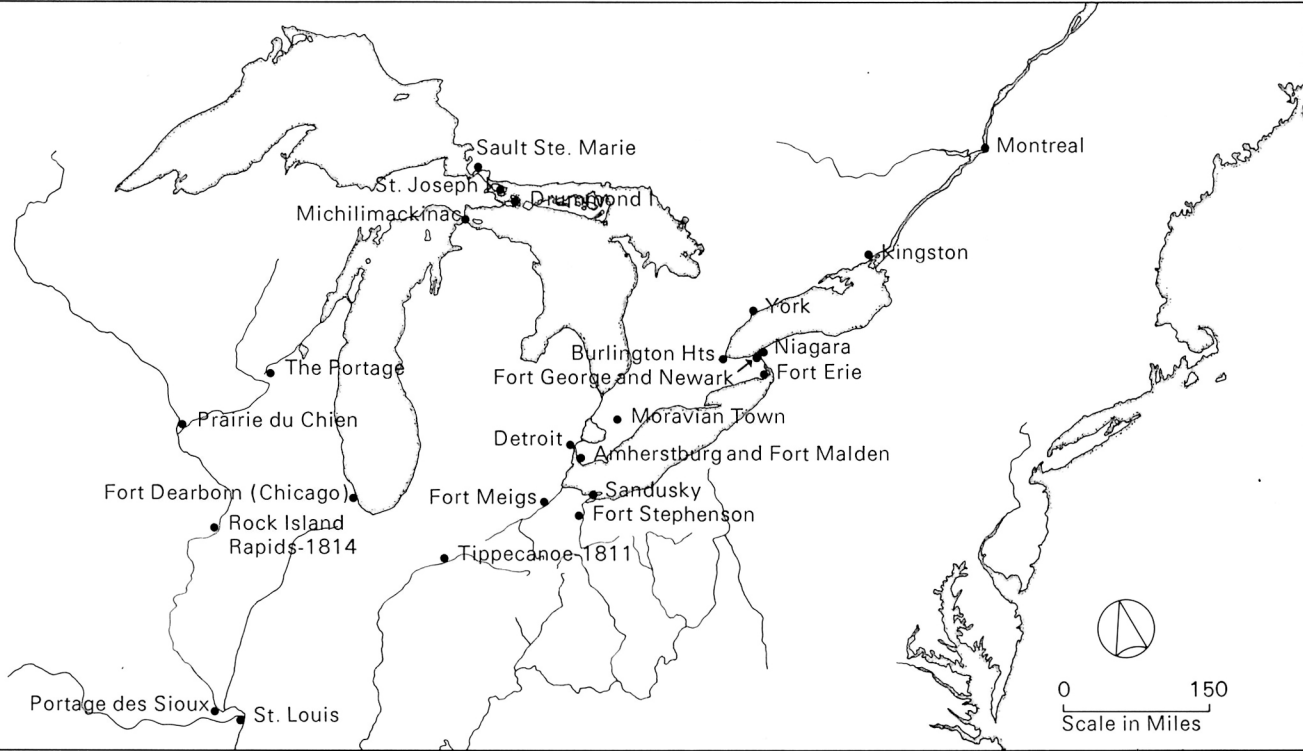 Sault Ste. Marie
Montreal
St. Joseph I.
Drummond I.
Michilimackinac
Kingston
York
Burlington Hts
Niagara
Fort George and Newark
Fort Erie
The Portage
Moravian Town
Prairie du Chien
Detroit
Amherstburg and Fort Malden
Fort Dearborn (Chicago)
Fort Meigs
Sandusky
Fort Stephenson
Rock Island
Rapids-1814
Tippecanoe-1811
Portage des Sioux
St. Louis
0 150
Scale in Miles